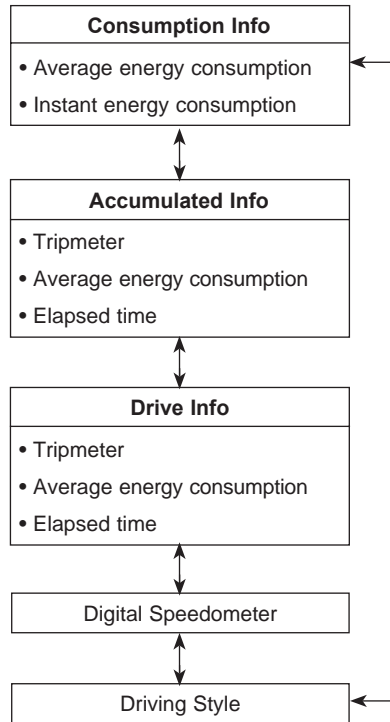 Consumption Info
• Average energy consumption
• Instant energy consumption
Accumulated Info
• Tripmeter
• Average energy consumption
• Elapsed time
Drive Info
• Tripmeter
• Average energy consumption
• Elapsed time
Digital Speedometer
Driving Style